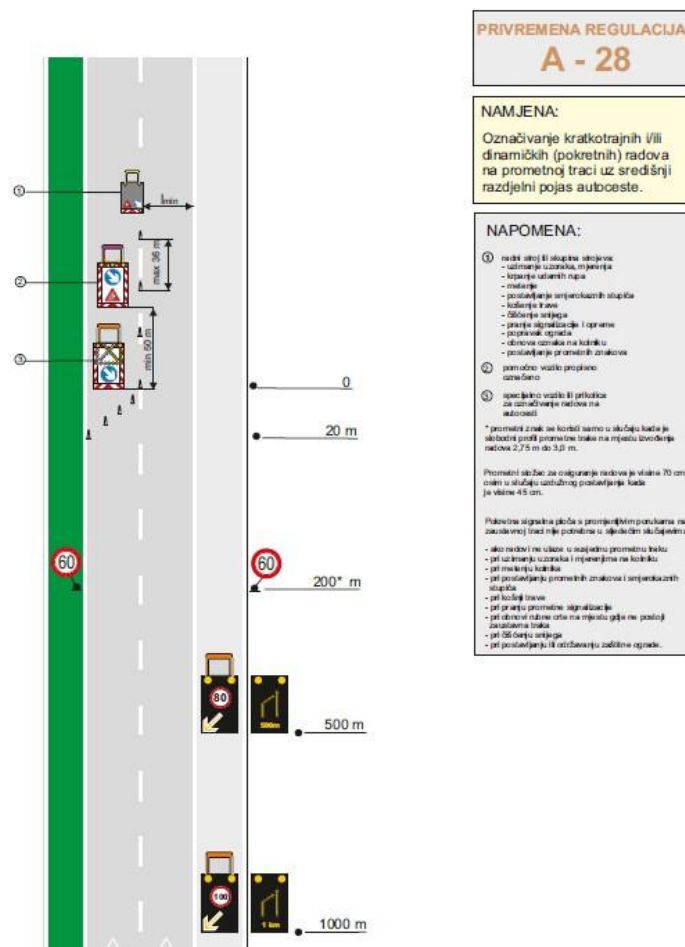 PRIVREMENA REGULACIJA
A - 28
NAMJENA:
Označivanje kratkotrajnih i/ili
dinamičkih (pokretnih) radova
na prometnoj traci uz središnji
razdjelni pojas autoceste.
NAPOMENA:
1 radni stroj ili skupina strojeva:
- uzimanje uzoraka, mjerenja
- krpanje udarnih rupa
- metenje
- postavljanje smjerokaznih stupića
- košenje trave
- čišćenje snijega
- pranje signalizacije i opreme
- popravak ograda
- obnova oznaka na kolniku
- postavljanje prometnih znakova
2 pomoćno vozilo propisno
označeno
3 specijalno vozilo ili prikolica
za označivanje radova na
autocesti
* prometni znak se koristi samo u slučaju kada je
slobodni profil prometne trake na mjestu izvođenja
radova 2,75 m do 3,0 m.
Prometni stožac za osiguranje radova je visine 70 cm
osim u slučaju uzdužnog postavljanja kada
je visine 45 cm.
Pokretna signalna ploča s promjenjivim porukama na
zaustavnoj traci nije potrebna u sljedećim slučajevima
- ako radovi ne ulaze u susjednu prometnu traku
- pri uzimanju uzoraka i mjerenjima na kolniku
- pri metenju kolnika
- pri postavljanju prometnih znakova i smjerokaznih
stupića
- pri košnji trave
- pri pranju prometne signalizacije
- pri obnovi rubne crte na mjestu gdje ne postoji
zaustavna traka
- pri čišćenju snijega
- pri postavljanju ili održavanju zaštitne ograde.
1
lmin
max 36 m
2
min 50 m
3
0
20 m
60
60
200* m
80
500m
500 m
100
1 km
1000 m